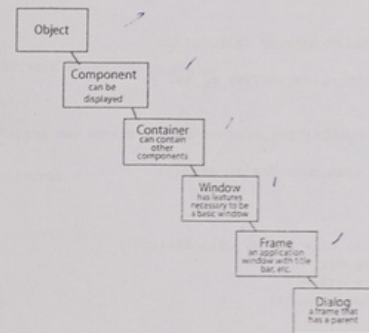 Object
Component
can be
displayed
Container
can contain
other
components
Window
has features
necessary to be
a basic window
Frame
an application
window with title
bar, etc.
Dialog
a frame that
has a parent